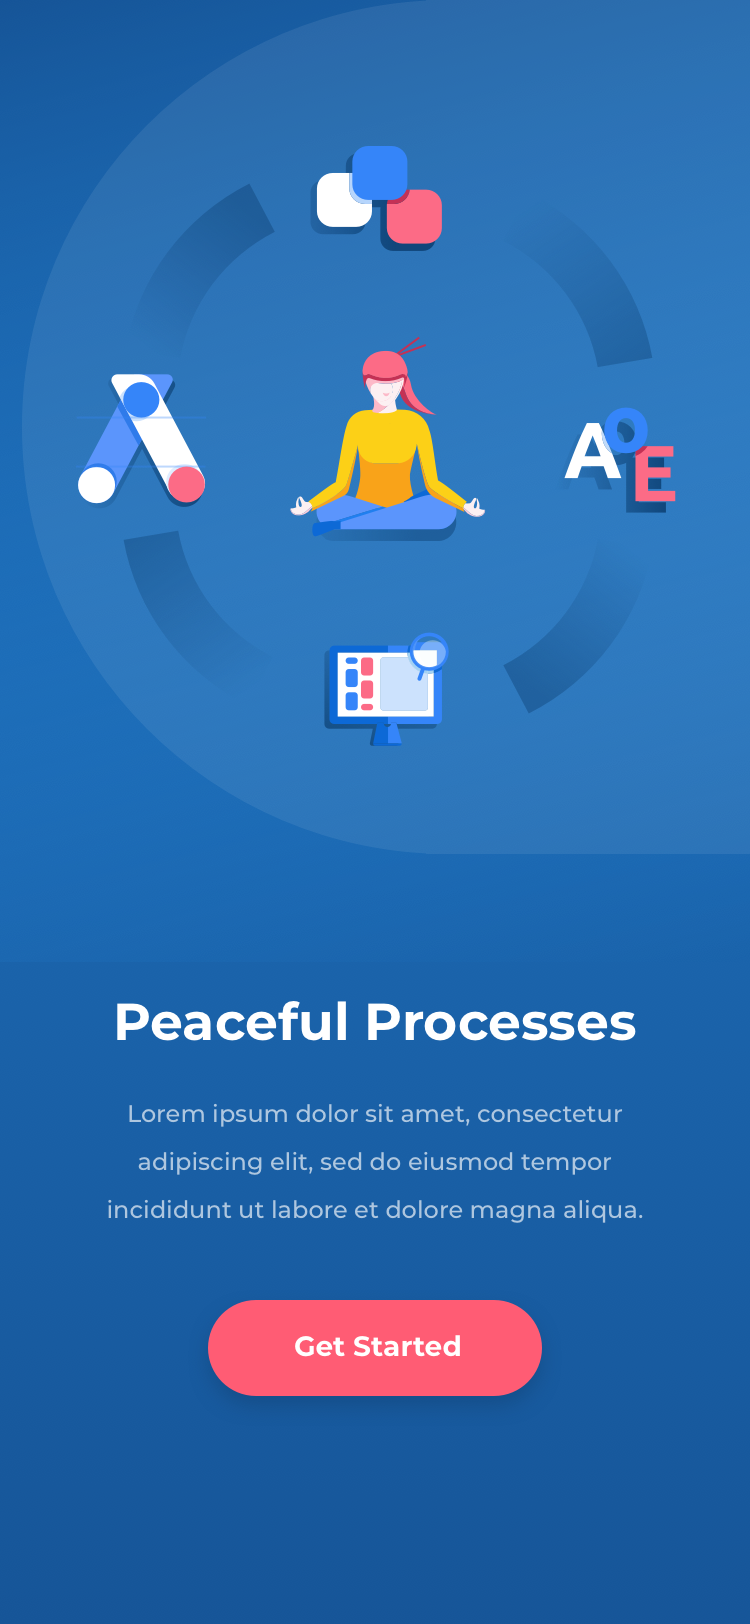 A O E
Peaceful Processes
Lorem ipsum dolor sit amet, consectetur
adipiscing elit, sed do eiusmod tempor
incididunt ut labore et dolore magna aliqua.
Get Started